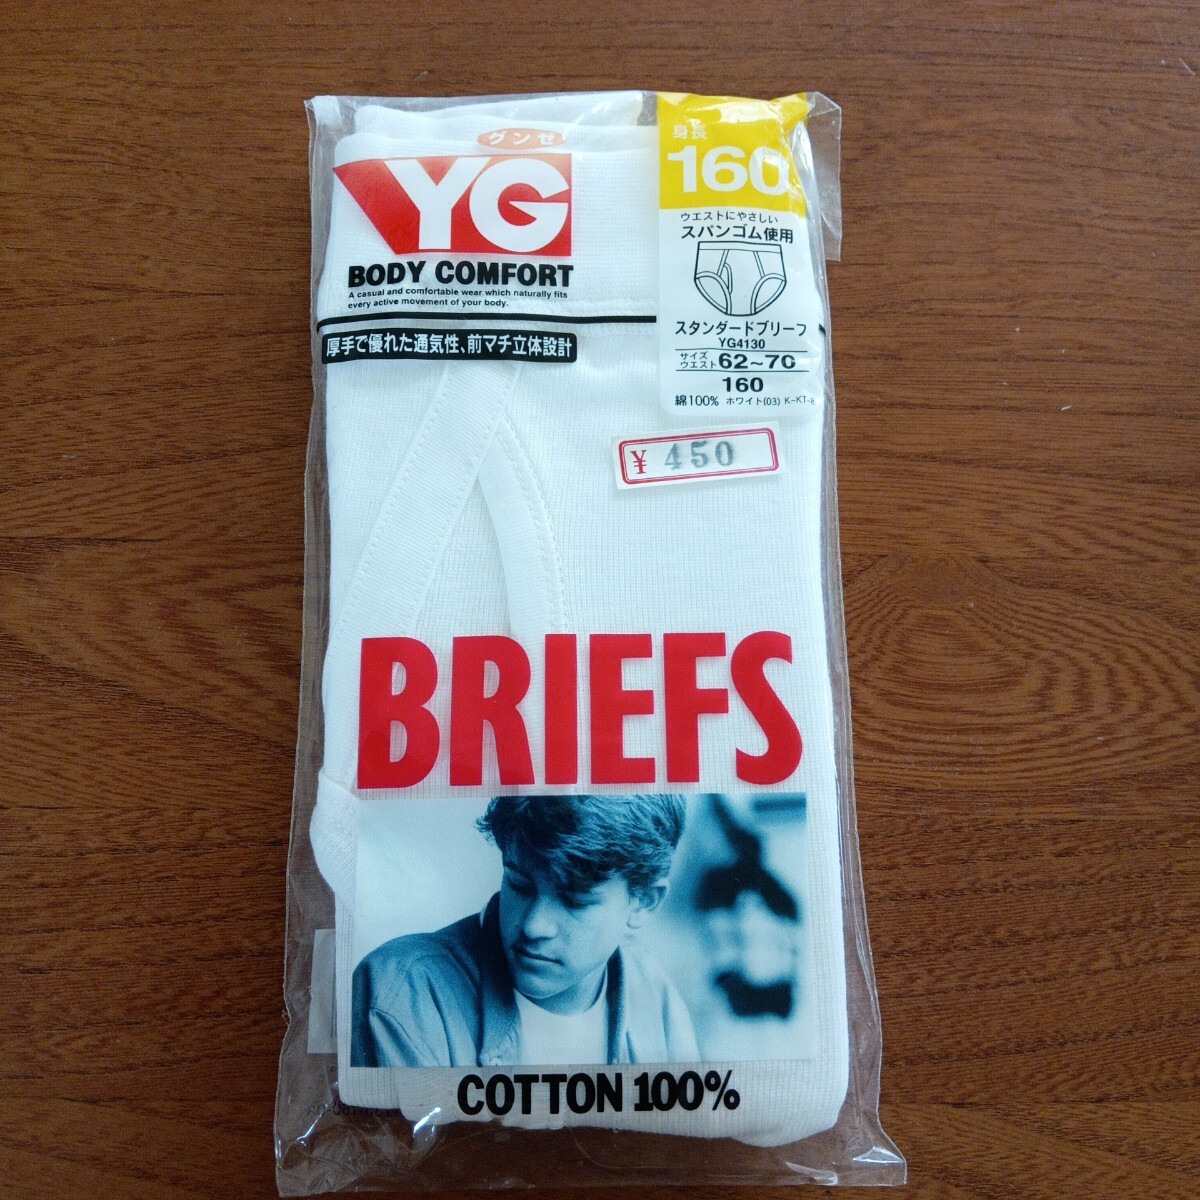 グンゼ
YG
BODY COMFORT
A casual and comfortable wear which naturally fits
every active movement of your body.
厚手で優れた通気性、前マチ立体設計
身長
160
ウエストにやさしい
スパンゴム使用
スタンダードブリーフ
YG4130
サイズ
ウエスト 62~70
160
綿100% ホワイト(03) K-KT-
¥ 450
BRIEFS
COTTON 100%